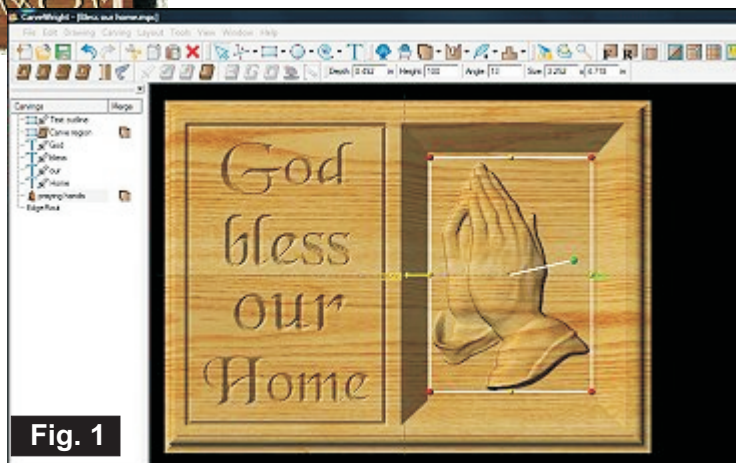 CarveWright - [Bless our home.mpc]
File Edit Drawing Carving Layout Tools View Window Help
Depth in Height 100 Angle Size in x in
Carvings Merge
Text outline
Carve region
God
bless
our
Home
praying hands
Edge Rout
God
bless
our
Home
Fig. 1